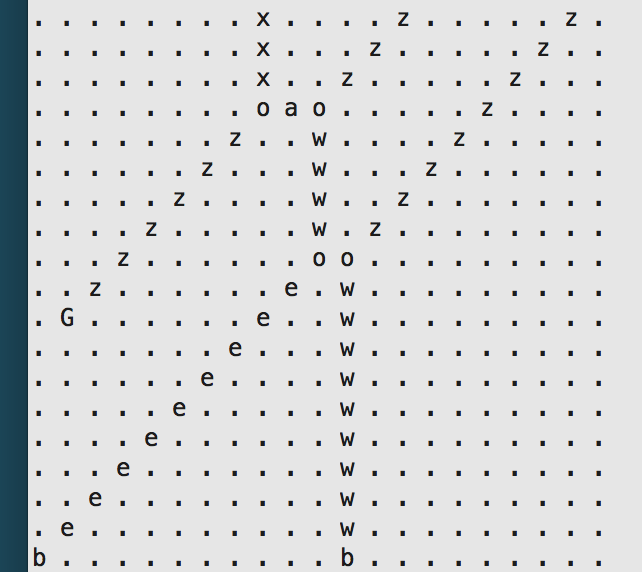 . . . . . . . . x . . . . z . . . . . z .
. . . . . . . . x . . . z . . . . . z . .
. . . . . . . . x . . z . . . . . z . . .
. . . . . . . . o a o . . . . . z . . . .
. . . . . . . z . . w . . . . z . . . . .
. . . . . . z . . . w . . . z . . . . . .
. . . . . z . . . . w . . z . . . . . . .
. . . . z . . . . . w . z . . . . . . . .
. . . z . . . . . . o o . . . . . . . . .
. . z . . . . . . e . w . . . . . . . . .
. G . . . . . . e . . w . . . . . . . . .
. . . . . . . e . . . w . . . . . . . . .
. . . . . . e . . . . w . . . . . . . . .
. . . . . e . . . . . w . . . . . . . . .
. . . . e . . . . . . w . . . . . . . . .
. . . e . . . . . . . w . . . . . . . . .
. . e . . . . . . . . w . . . . . . . . .
. e . . . . . . . . . w . . . . . . . . .
b . . . . . . . . . . b . . . . . . . . .